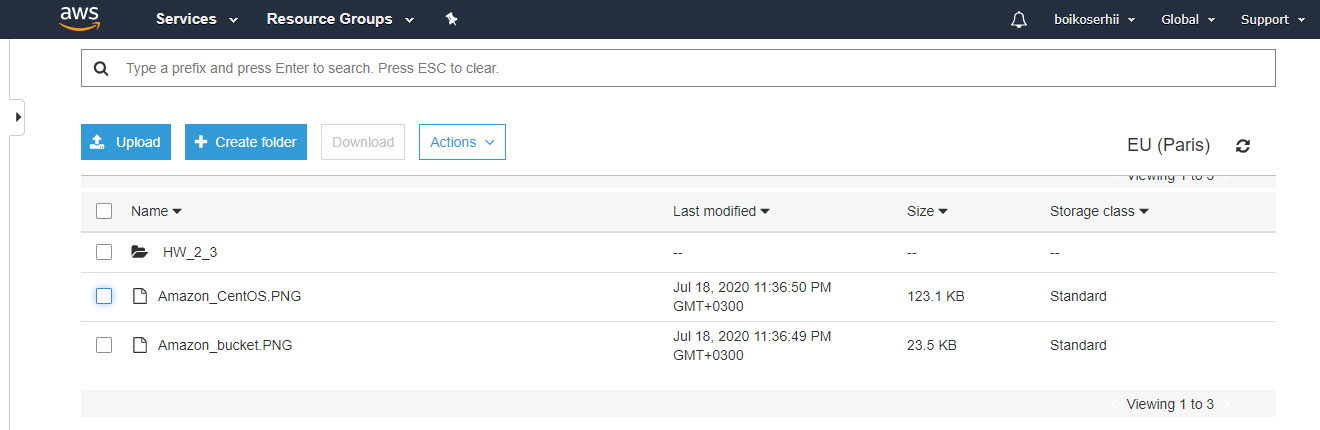 aws Services Resource Groups boikoserhii Global Support
Type a prefix and press Enter to search. Press ESC to clear.
Upload Create folder Download Actions EU (Paris)
Viewing 1 to 3
Name Last modified Size Storage class
HW_2_3 -- -- --
Amazon_CentOS.PNG Jul 18, 2020 11:36:50 PM 123.1 KB Standard
GMT+0300
Amazon_bucket.PNG Jul 18, 2020 11:36:49 PM 23.5 KB Standard
GMT+0300
Viewing 1 to 3